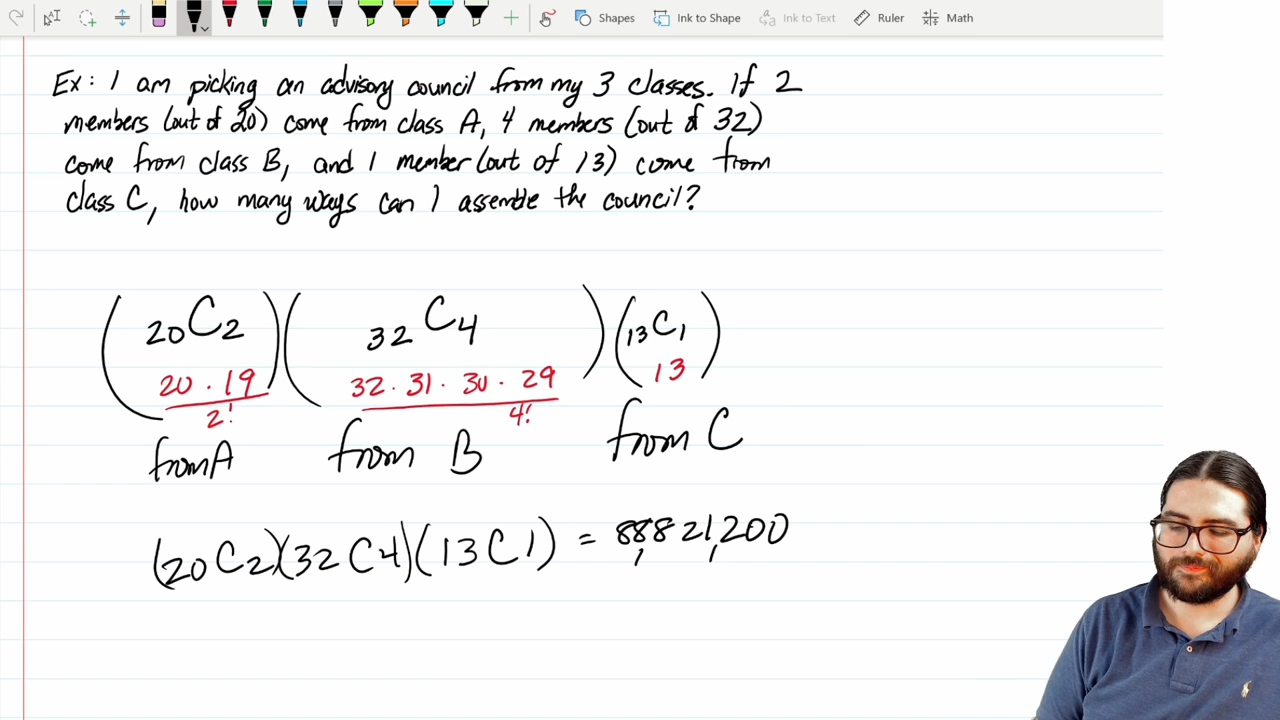 Shapes Ink to Shape Ink to Text Ruler Math
Ex: I am picking an advisory council from my 3 classes. If 2
members (out of 20) come from class A, 4 members (out of 32)
come from class B, and 1 member (out of 13) come from
class C, how many ways can I assemble the council?
(20C2)(32C4)(13C1)
20 · 19 32 · 31 · 30 · 29 13
2! 4!
from A from B from C
(20C2)(32C4)(13C1) = 88,821,200